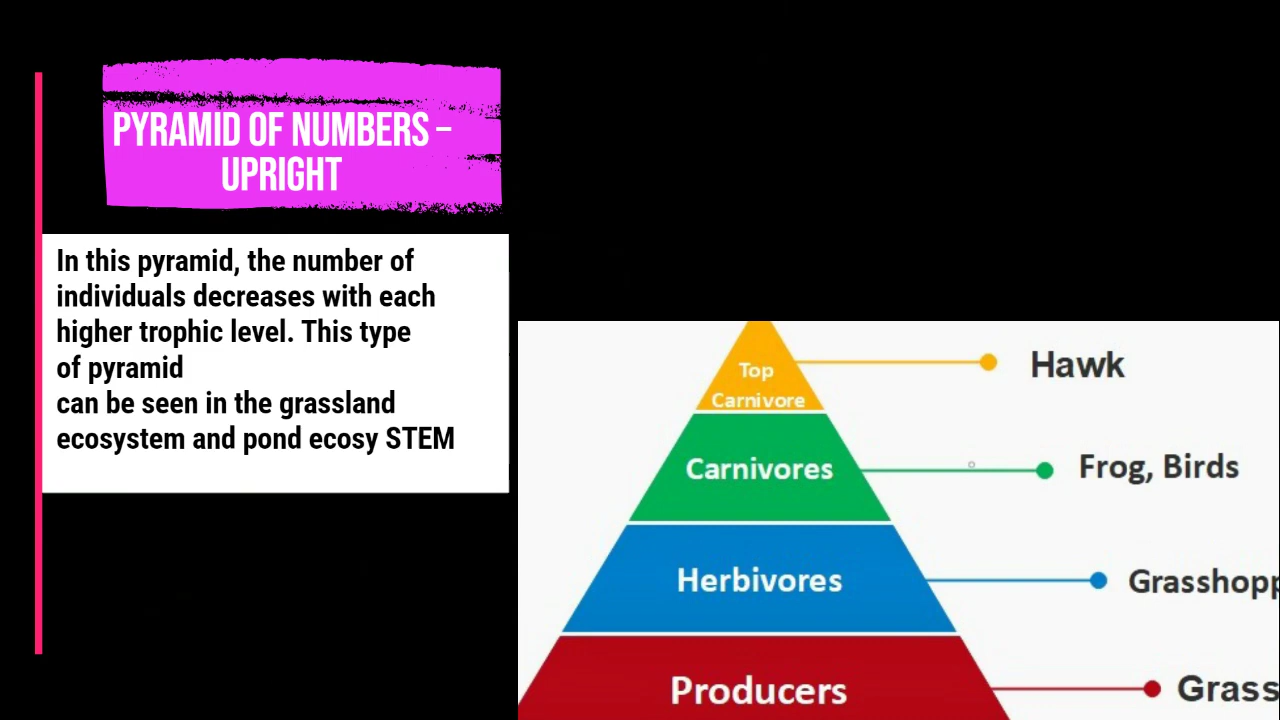 PYRAMID OF NUMBERS –
UPRIGHT
In this pyramid, the number of
individuals decreases with each
higher trophic level. This type
of pyramid
can be seen in the grassland
ecosystem and pond ecosy STEM
Top
Carnivore
Hawk
Carnivores
Frog, Birds
Herbivores
Grasshopp
Producers
Grass